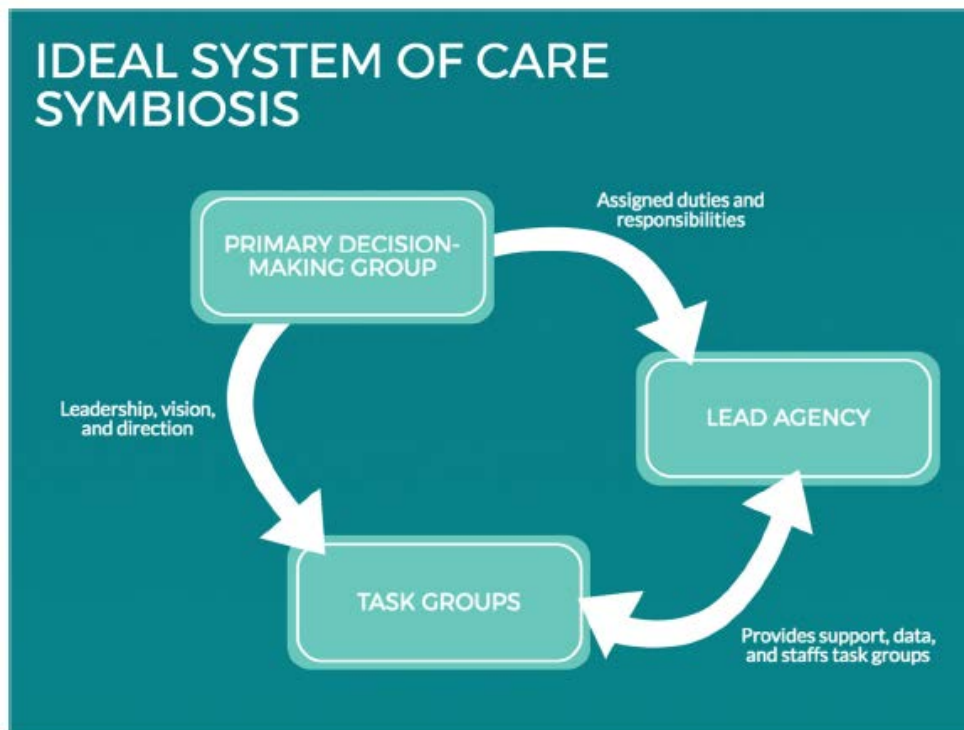 IDEAL SYSTEM OF CARE
SYMBIOSIS
PRIMARY DECISION-
MAKING GROUP
Assigned duties and
responsibilities
LEAD AGENCY
Leadership, vision,
and direction
TASK GROUPS
Provides support, data,
and staffs task groups